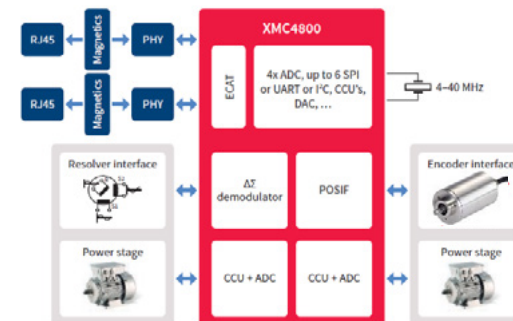 XMC4800
RJ45
Magnetics
PHY
RJ45
Magnetics
PHY
ECAT
4x ADC, up to 6 SPI
or UART or I²C, CCU's,
DAC, ...
4–40 MHz
Resolver interface
ΔΣ
demodulator
POSIF
Encoder interface
Power stage
CCU + ADC
CCU + ADC
Power stage